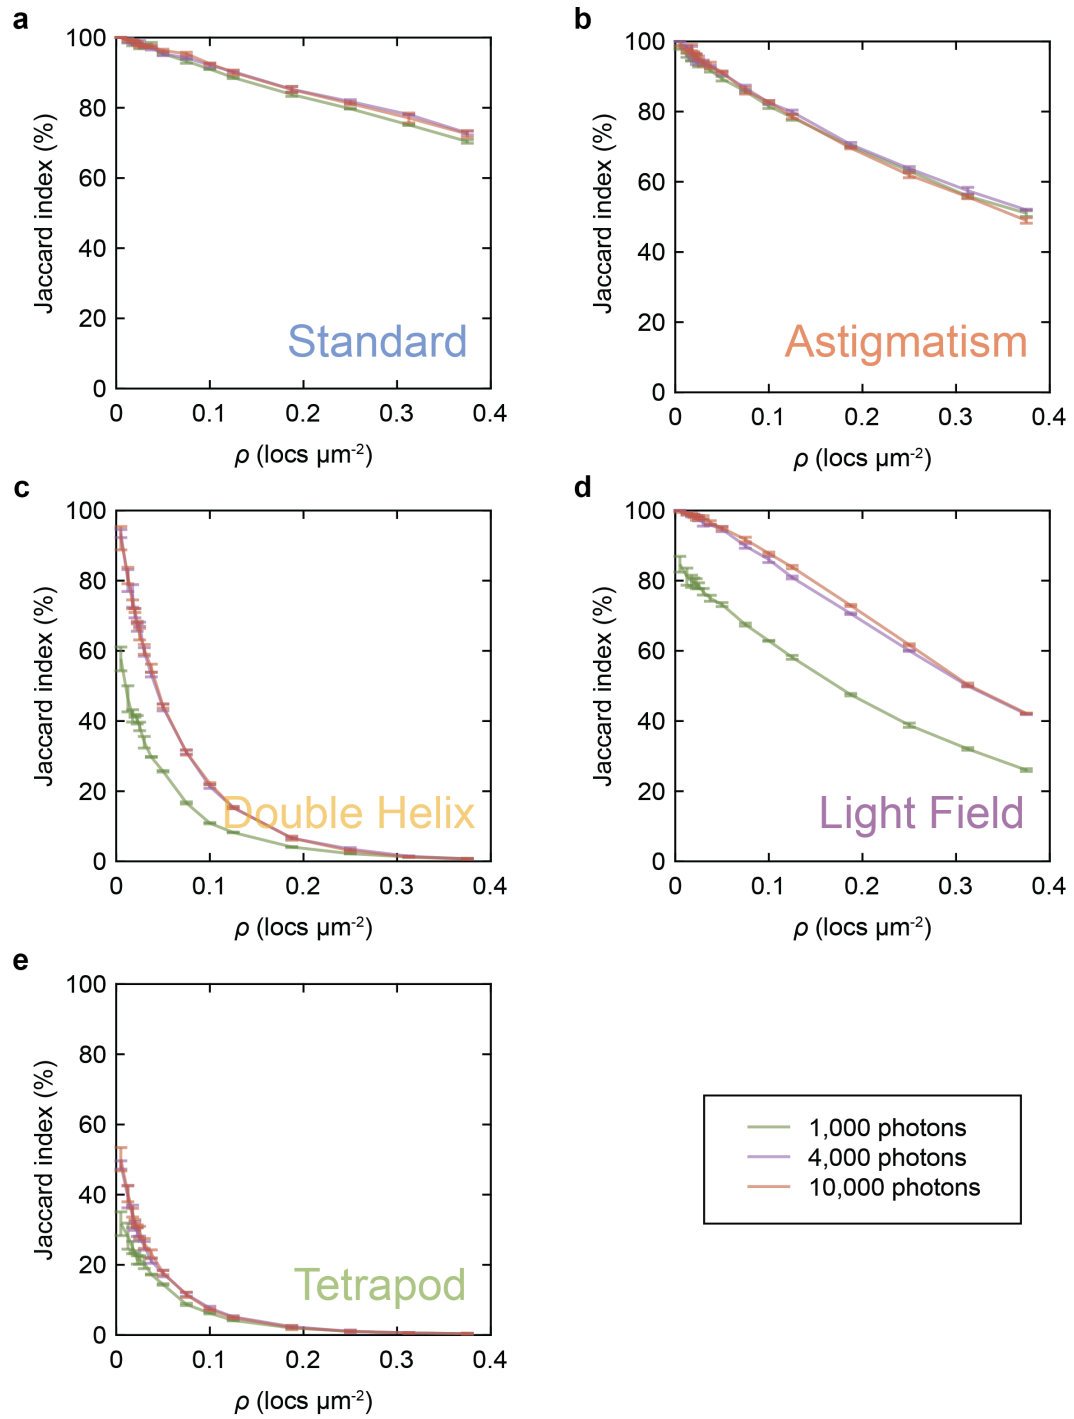 a
100
80
60
40
20
0
Jaccard index (%)
Standard
0 0.1 0.2 0.3 0.4
ρ (locs µm-2)
b
100
80
60
40
20
0
Jaccard index (%)
Astigmatism
0 0.1 0.2 0.3 0.4
ρ (locs µm-2)
c
100
80
60
40
20
0
Jaccard index (%)
Double Helix
0 0.1 0.2 0.3 0.4
ρ (locs µm-2)
d
100
80
60
40
20
0
Jaccard index (%)
Light Field
0 0.1 0.2 0.3 0.4
ρ (locs µm-2)
e
100
80
60
40
20
0
Jaccard index (%)
Tetrapod
0 0.1 0.2 0.3 0.4
ρ (locs µm-2)
1,000 photons
4,000 photons
10,000 photons